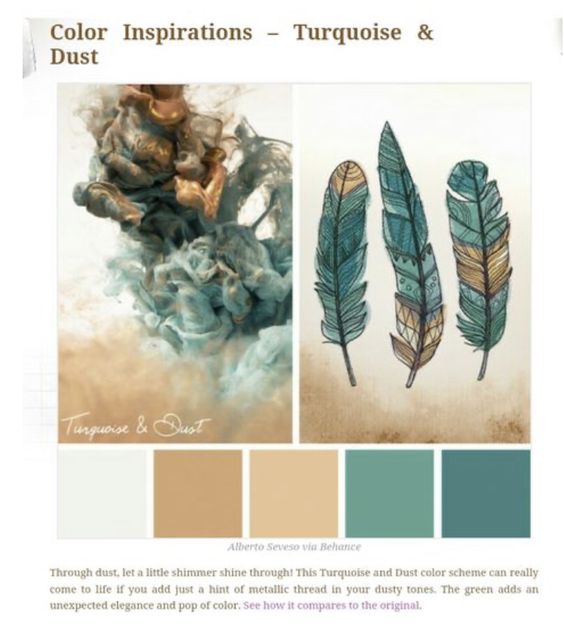 Color Inspirations – Turquoise &
Dust
Turquoise & Dust
Alberto Seveso via Behance
Through dust, let a little shimmer shine through! This Turquoise and Dust color scheme can really
come to life if you add just a hint of metallic thread in your dusty tones. The green adds an
unexpected elegance and pop of color. See how it compares to the original.